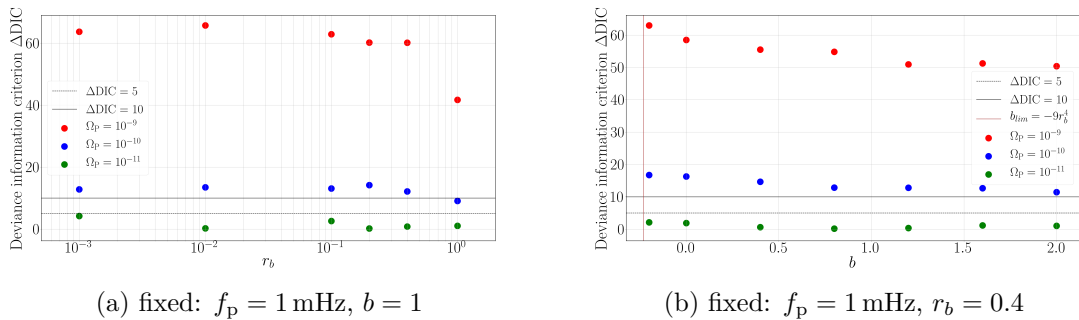 Deviance information criterion ΔDIC
60
40
20
0
ΔDIC = 5
ΔDIC = 10
Ω_P = 10^{-9}
Ω_P = 10^{-10}
Ω_P = 10^{-11}
10^{-3} 10^{-2} 10^{-1} 10^{0}
r_b
(a) fixed: f_p = 1 mHz, b = 1
Deviance information criterion ΔDIC
60
50
40
30
20
10
0
ΔDIC = 5
ΔDIC = 10
b_{lim} = −9r_b^4
Ω_P = 10^{-9}
Ω_P = 10^{-10}
Ω_P = 10^{-11}
0.0 0.5 1.0 1.5 2.0
b
(b) fixed: f_p = 1 mHz, r_b = 0.4